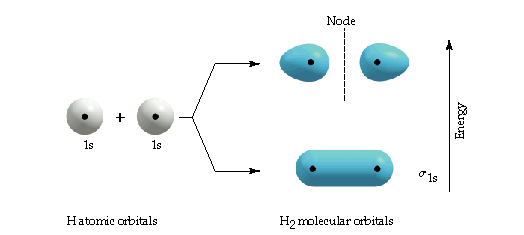 Node
Energy
+
1s
1s
σ1s
H atomic orbitals
H2 molecular orbitals